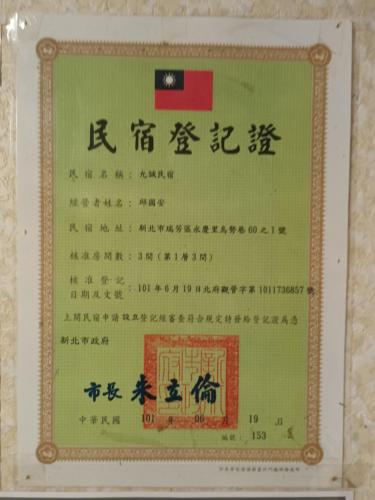 民宿登記證
民宿名稱：九誠民宿
經營者姓名：邱國安
民宿地址：新北市瑞芳區永慶里烏勢巷60之1號
核准房間數：3間(第1層3間)
核准登記
日期及文號：101年6月19日北府觀管字第1011736857號
上開民宿申請設立登記經審查符合規定特發給登記證為憑
新北市政府
市長 朱立倫
中華民國 101 年 06 月 19 日
編號：153